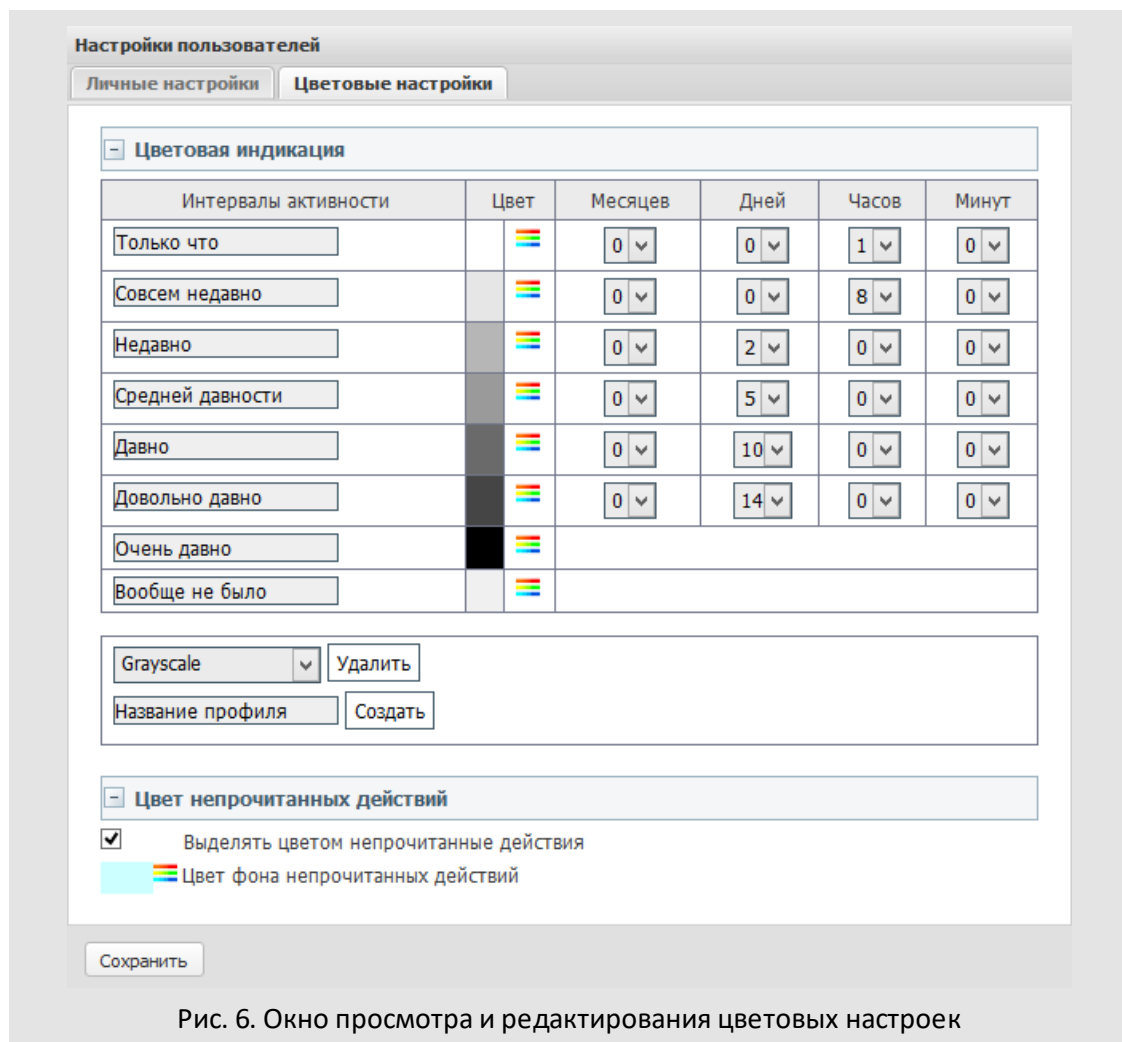 Настройки пользователей
Личные настройки Цветовые настройки
Цветовая индикация
Интервалы активности Цвет Месяцев Дней Часов Минут
Только что 0 0 1 0
Совсем недавно 0 0 8 0
Недавно 0 2 0 0
Средней давности 0 5 0 0
Давно 0 10 0 0
Довольно давно 0 14 0 0
Очень давно
Вообще не было
Grayscale Удалить
Название профиля Создать
Цвет непрочитанных действий
Выделять цветом непрочитанные действия
Цвет фона непрочитанных действий
Сохранить
Рис. 6. Окно просмотра и редактирования цветовых настроек